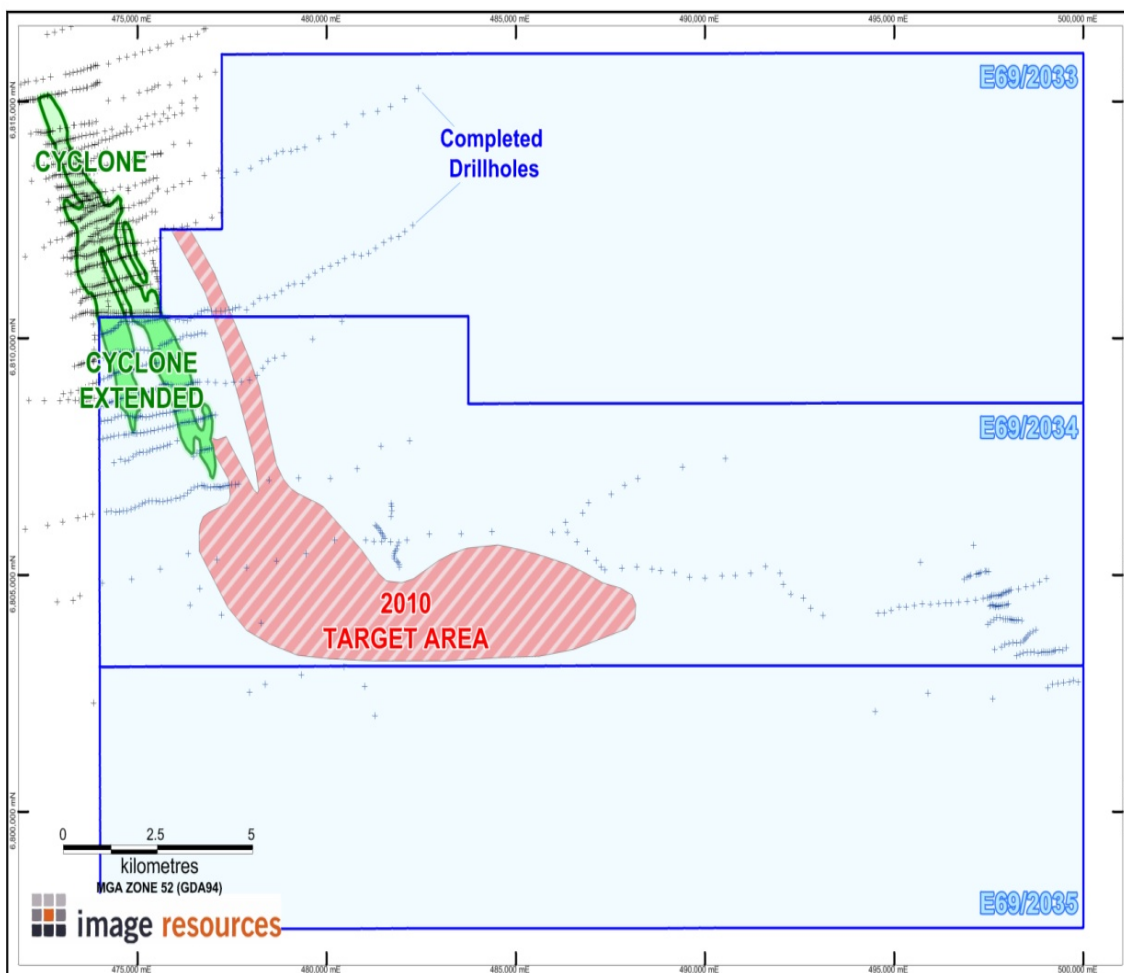 475,000 mE
480,000 mE
485,000 mE
490,000 mE
495,000 mE
500,000 mE
6,815,000 mN
E69/2033
Completed
Drillholes
CYCLONE
6,810,000 mN
CYCLONE
EXTENDED
E69/2034
6,805,000 mN
2010
TARGET AREA
6,800,000 mN
0 2.5 5
kilometres
MGA ZONE 52 (GDA94)
image resources
E69/2035
475,000 mE
480,000 mE
485,000 mE
490,000 mE
495,000 mE
500,000 mE